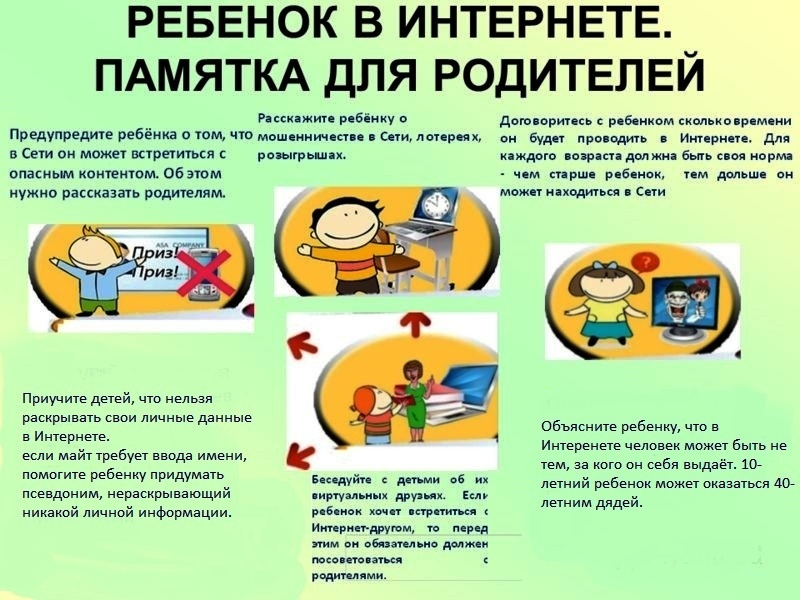 РЕБЕНОК В ИНТЕРНЕТЕ.
ПАМЯТКА ДЛЯ РОДИТЕЛЕЙ
Предупредите ребёнка о том, что
в Сети он может встретиться с
опасным контентом. Об этом
нужно рассказать родителям.
Расскажите ребёнку о
мошенничестве в Сети, лотереях,
розыгрышах.
Договоритесь с ребенком сколько времени
он будет проводить в Интернете. Для
каждого возраста должна быть своя норма
- чем старше ребенок, тем дольше он
может находиться в Сети
ASA COMPANY
Приз!
Приз!
?
Приучите детей, что нельзя
раскрывать свои личные данные
в Интернете.
если майт требует ввода имени,
помогите ребенку придумать
псевдоним, нераскрывающий
никакой личной информации.
Беседуйте с детьми об их
виртуальных друзьях. Если
ребенок хочет встретиться с
Интернет-другом, то перед
этим он обязательно должен
посоветоваться с
родителями.
Объясните ребенку, что в
Интеренете человек может быть не
тем, за кого он себя выдаёт. 10-
летний ребенок может оказаться 40-
летним дядей.